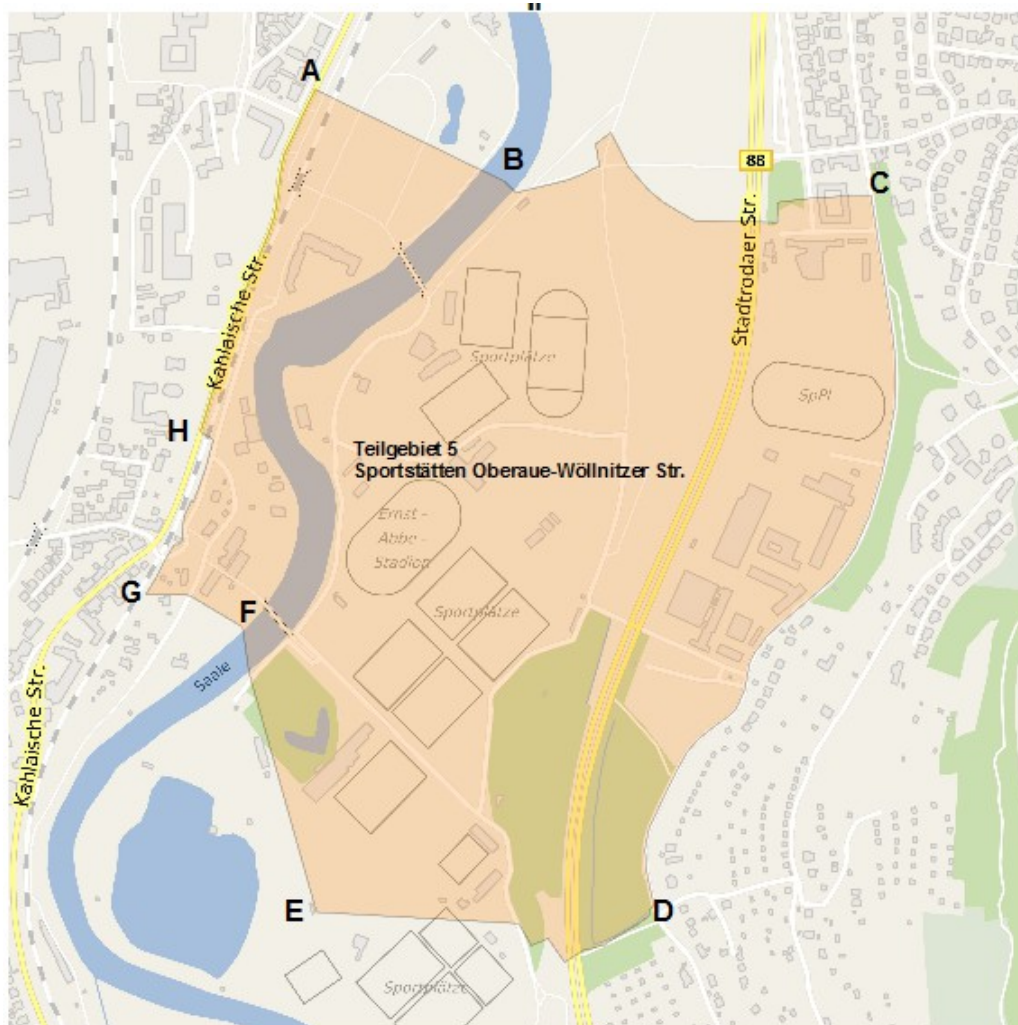 A
B
88
C
Stadtrodaer Str.
Kahlaische Str.
Sportplätze
SpPl
H
Teilgebiet 5
Sportstätten Oberaue-Wöllnitzer Str.
Ernst -
Abbe -
Stadion
G
F
Sportplätze
Saale
Kahlaische Str.
E
D
Sportplätze